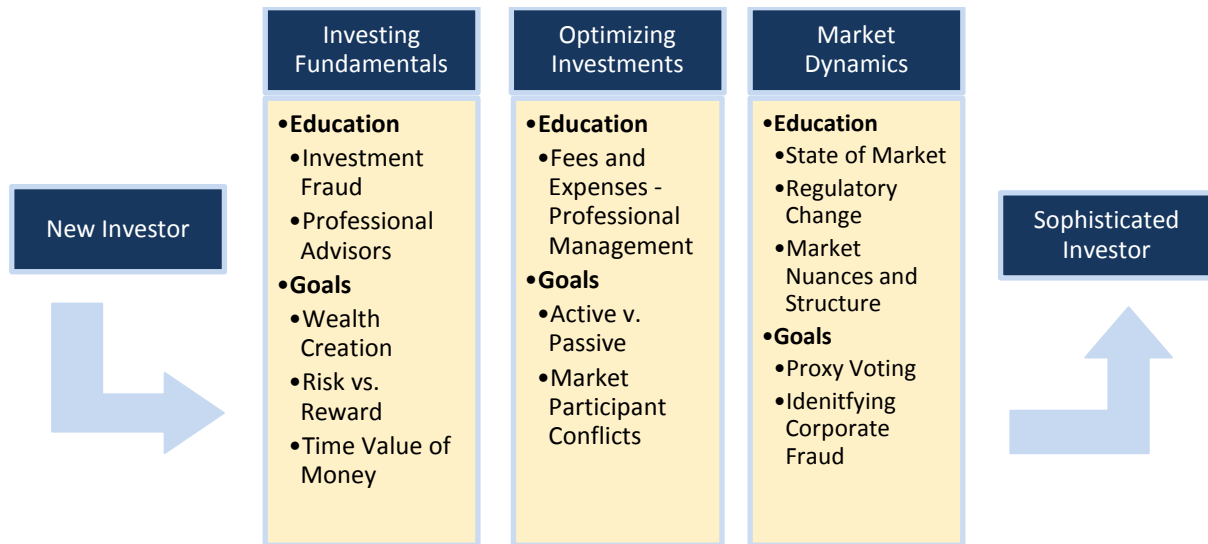 New Investor
Investing
Fundamentals
•Education
•Investment
Fraud
•Professional
Advisors
•Goals
•Wealth
Creation
•Risk vs.
Reward
•Time Value of
Money
Optimizing
Investments
•Education
•Fees and
Expenses -
Professional
Management
•Goals
•Active v.
Passive
•Market
Participant
Conflicts
Market
Dynamics
•Education
•State of Market
•Regulatory
Change
•Market
Nuances and
Structure
•Goals
•Proxy Voting
•Idenitfying
Corporate
Fraud
Sophisticated
Investor